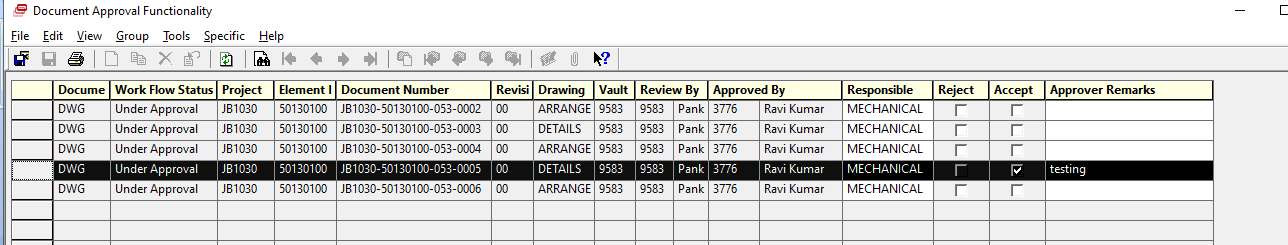 Document Approval Functionality
File Edit View Group Tools Specific Help
Docume Work Flow Status Project Element I Document Number Revisi Drawing Vault Review By Approved By Responsible Reject Accept Approver Remarks
DWG Under Approval JB1030 50130100 JB1030-50130100-053-0002 00 ARRANGE 9583 9583 Pank 3776 Ravi Kumar MECHANICAL
DWG Under Approval JB1030 50130100 JB1030-50130100-053-0003 00 DETAILS 9583 9583 Pank 3776 Ravi Kumar MECHANICAL
DWG Under Approval JB1030 50130100 JB1030-50130100-053-0004 00 ARRANGE 9583 9583 Pank 3776 Ravi Kumar MECHANICAL
DWG Under Approval JB1030 50130100 JB1030-50130100-053-0005 00 DETAILS 9583 9583 Pank 3776 Ravi Kumar MECHANICAL testing
DWG Under Approval JB1030 50130100 JB1030-50130100-053-0006 00 ARRANGE 9583 9583 Pank 3776 Ravi Kumar MECHANICAL